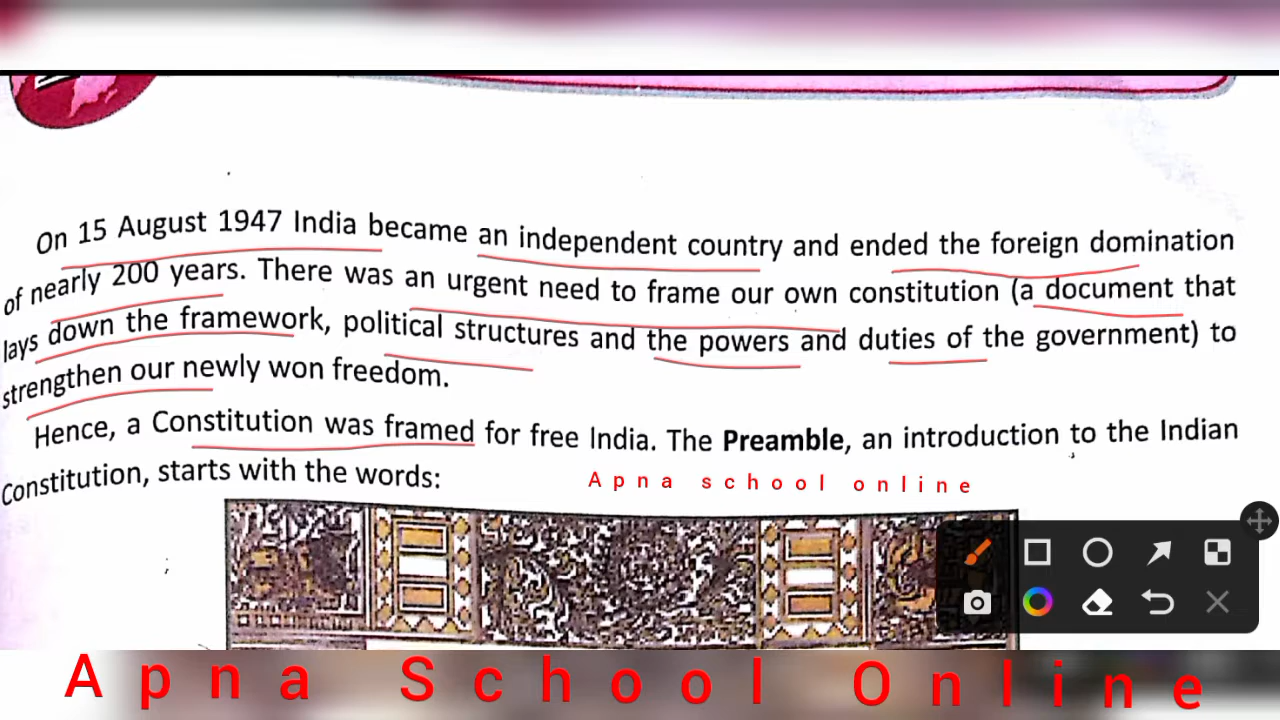 On 15 August 1947 India became an independent country and ended the foreign domination
of nearly 200 years. There was an urgent need to frame our own constitution (a document that
lays down the framework, political structures and the powers and duties of the government) to
strengthen our newly won freedom.
Hence, a Constitution was framed for free India. The Preamble, an introduction to the Indian
Constitution, starts with the words:
Apna school online
Apna School Online